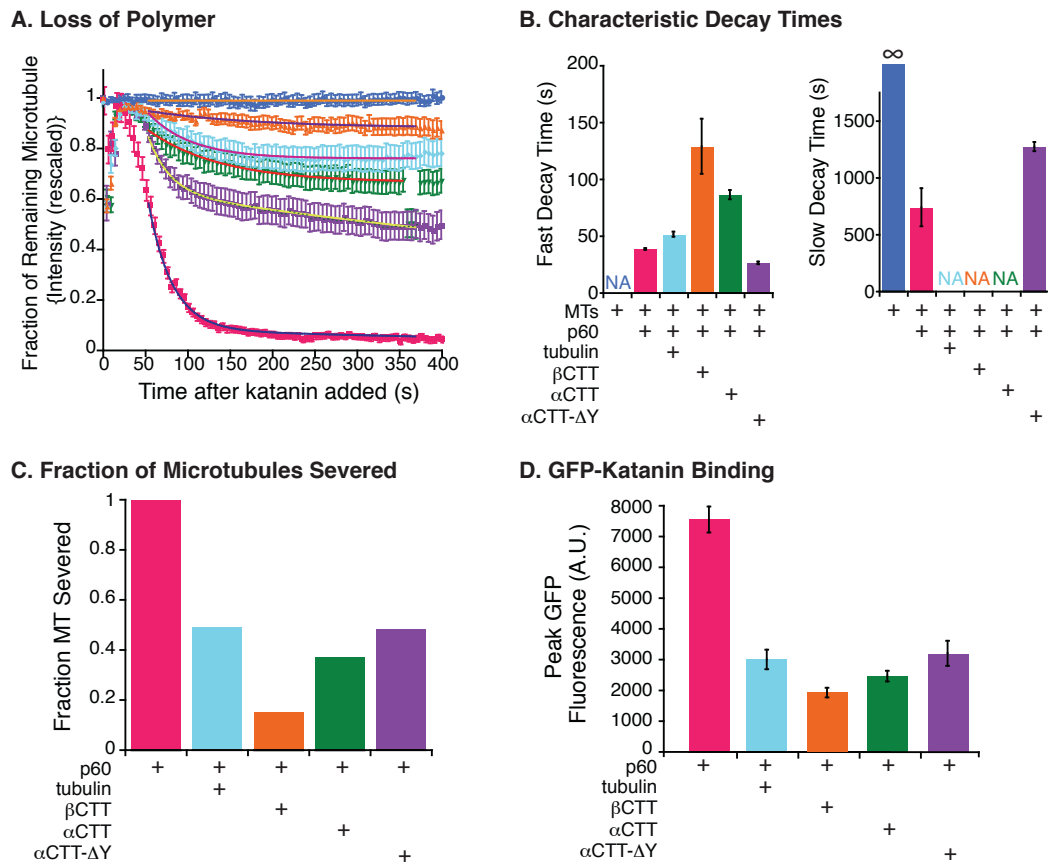 A. Loss of Polymer
Fraction of Remaining Microtubule
{Intensity (rescaled)}
1
0.8
0.6
0.4
0.2
0
0 50 100 150 200 250 300 350 400
Time after katanin added (s)
B. Characteristic Decay Times
Fast Decay Time (s)
200
150
100
50
0
NA
MTs + + + + + +
p60 + + + + +
tubulin +
βCTT +
αCTT +
αCTT-ΔY +
Slow Decay Time (s)
∞
1500
1000
500
0
NA NA NA
+ + + + + +
+ + + + +
+
+
+
+
C. Fraction of Microtubules Severed
Fraction MT Severed
1
0.8
0.6
0.4
0.2
0
p60 + + + + +
tubulin +
βCTT +
αCTT +
αCTT-ΔY +
D. GFP-Katanin Binding
Peak GFP
Fluorescence (A.U.)
8000
7000
6000
5000
4000
3000
2000
1000
0
p60 + + + + +
tubulin +
βCTT +
αCTT +
αCTT-ΔY +